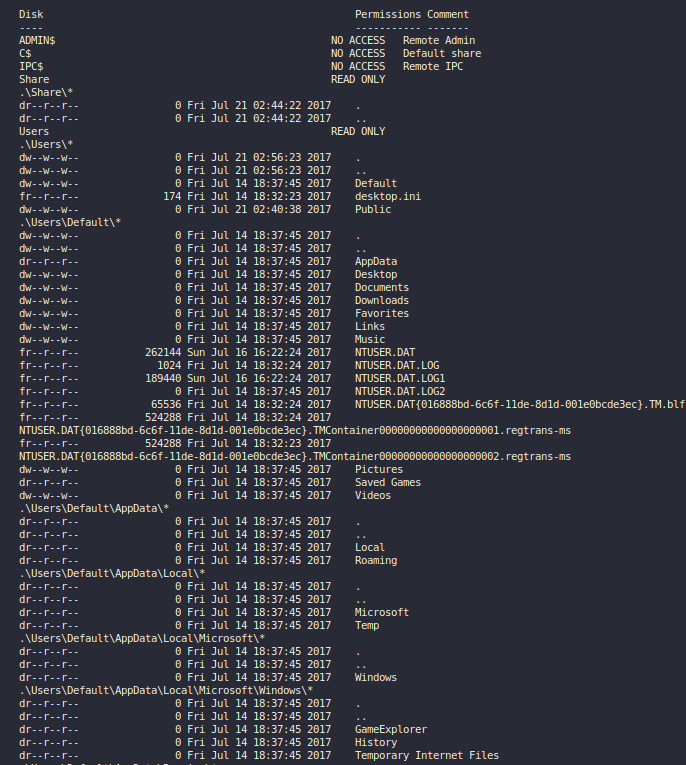 Disk Permissions Comment
---- ----------- -------
ADMIN$ NO ACCESS Remote Admin
C$ NO ACCESS Default share
IPC$ NO ACCESS Remote IPC
Share READ ONLY
.\Share\*
dr--r--r-- 0 Fri Jul 21 02:44:22 2017 .
dr--r--r-- 0 Fri Jul 21 02:44:22 2017 ..
Users READ ONLY
.\Users\*
dw--w--w-- 0 Fri Jul 21 02:56:23 2017 .
dw--w--w-- 0 Fri Jul 21 02:56:23 2017 ..
dw--w--w-- 0 Fri Jul 14 18:37:45 2017 Default
fr--r--r-- 174 Fri Jul 14 18:32:23 2017 desktop.ini
dw--w--w-- 0 Fri Jul 21 02:40:38 2017 Public
.\Users\Default\*
dw--w--w-- 0 Fri Jul 14 18:37:45 2017 .
dw--w--w-- 0 Fri Jul 14 18:37:45 2017 ..
dr--r--r-- 0 Fri Jul 14 18:37:45 2017 AppData
dw--w--w-- 0 Fri Jul 14 18:37:45 2017 Desktop
dw--w--w-- 0 Fri Jul 14 18:37:45 2017 Documents
dw--w--w-- 0 Fri Jul 14 18:37:45 2017 Downloads
dw--w--w-- 0 Fri Jul 14 18:37:45 2017 Favorites
dw--w--w-- 0 Fri Jul 14 18:37:45 2017 Links
dw--w--w-- 0 Fri Jul 14 18:37:45 2017 Music
fr--r--r-- 262144 Sun Jul 16 16:22:24 2017 NTUSER.DAT
fr--r--r-- 1024 Fri Jul 14 18:32:24 2017 NTUSER.DAT.LOG
fr--r--r-- 189440 Sun Jul 16 16:22:24 2017 NTUSER.DAT.LOG1
fr--r--r-- 0 Fri Jul 14 18:37:45 2017 NTUSER.DAT.LOG2
fr--r--r-- 65536 Fri Jul 14 18:32:24 2017 NTUSER.DAT{016888bd-6c6f-11de-8d1d-001e0bcde3ec}.TM.blf
fr--r--r-- 524288 Fri Jul 14 18:32:24 2017
NTUSER.DAT{016888bd-6c6f-11de-8d1d-001e0bcde3ec}.TMContainer00000000000000000001.regtrans-ms
fr--r--r-- 524288 Fri Jul 14 18:32:23 2017
NTUSER.DAT{016888bd-6c6f-11de-8d1d-001e0bcde3ec}.TMContainer00000000000000000002.regtrans-ms
dw--w--w-- 0 Fri Jul 14 18:37:45 2017 Pictures
dr--r--r-- 0 Fri Jul 14 18:37:45 2017 Saved Games
dw--w--w-- 0 Fri Jul 14 18:37:45 2017 Videos
.\Users\Default\AppData\*
dr--r--r-- 0 Fri Jul 14 18:37:45 2017 .
dr--r--r-- 0 Fri Jul 14 18:37:45 2017 ..
dr--r--r-- 0 Fri Jul 14 18:37:45 2017 Local
dr--r--r-- 0 Fri Jul 14 18:37:45 2017 Roaming
.\Users\Default\AppData\Local\*
dr--r--r-- 0 Fri Jul 14 18:37:45 2017 .
dr--r--r-- 0 Fri Jul 14 18:37:45 2017 ..
dr--r--r-- 0 Fri Jul 14 18:37:45 2017 Microsoft
dr--r--r-- 0 Fri Jul 14 18:37:45 2017 Temp
.\Users\Default\AppData\Local\Microsoft\*
dr--r--r-- 0 Fri Jul 14 18:37:45 2017 .
dr--r--r-- 0 Fri Jul 14 18:37:45 2017 ..
dr--r--r-- 0 Fri Jul 14 18:37:45 2017 Windows
.\Users\Default\AppData\Local\Microsoft\Windows\*
dr--r--r-- 0 Fri Jul 14 18:37:45 2017 .
dr--r--r-- 0 Fri Jul 14 18:37:45 2017 ..
dr--r--r-- 0 Fri Jul 14 18:37:45 2017 GameExplorer
dr--r--r-- 0 Fri Jul 14 18:37:45 2017 History
dr--r--r-- 0 Fri Jul 14 18:37:45 2017 Temporary Internet Files